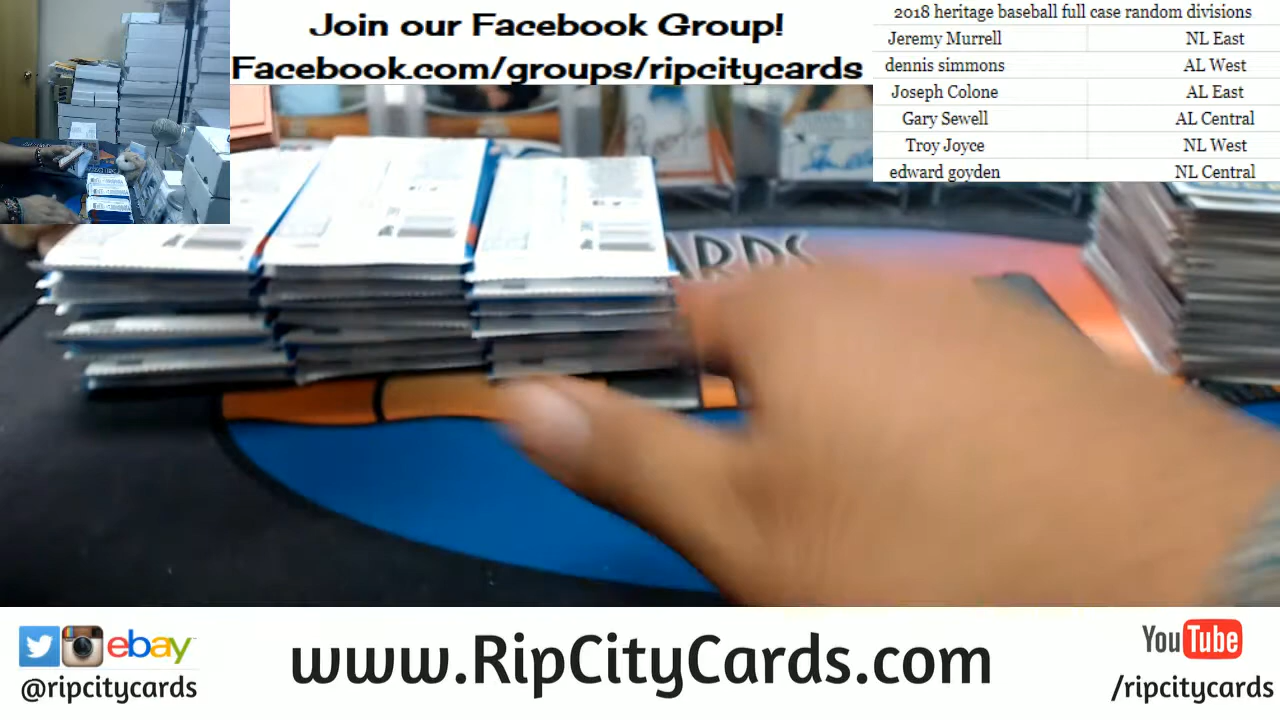 Join our Facebook Group!
Facebook.com/groups/ripcitycards
2018 heritage baseball full case random divisions
Jeremy Murrell NL East
dennis simmons AL West
Joseph Colone AL East
Gary Sewell AL Central
Troy Joyce NL West
edward goyden NL Central
ARDS
ebay
@ripcitycards
www.RipCityCards.com
YouTube
/ripcitycards